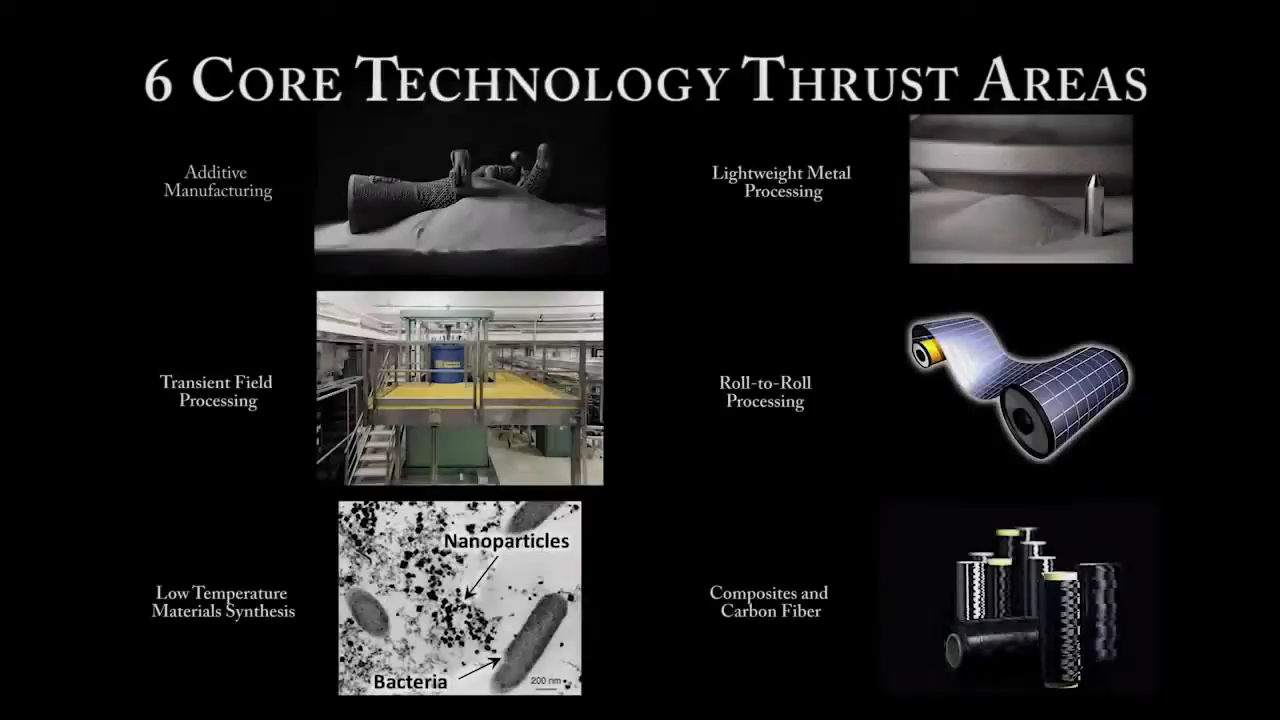 6 CORE TECHNOLOGY THRUST AREAS
Additive
Manufacturing
Lightweight Metal
Processing
Transient Field
Processing
Roll-to-Roll
Processing
Low Temperature
Materials Synthesis
Nanoparticles
Bacteria
200 nm
Composites and
Carbon Fiber